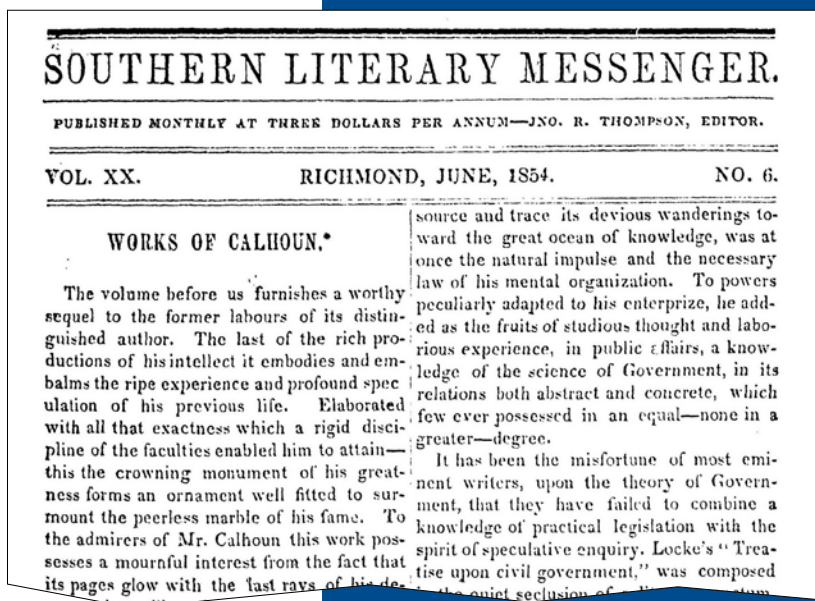 SOUTHERN LITERARY MESSENGER.
PUBLISHED MONTHLY AT THREE DOLLARS PER ANNUM—JNO. R. THOMPSON, EDITOR.
VOL. XX. RICHMOND, JUNE, 1854. NO. 6.
WORKS OF CALHOUN.*
The volume before us furnishes a worthy
sequel to the former labours of its distin-
guished author. The last of the rich pro-
ductions of his intellect it embodies and em-
balms the ripe experience and profound spec
ulation of his previous life. Elaborated
with all that exactness which a rigid disci-
pline of the faculties enabled him to attain—
this the crowning monument of his great-
ness forms an ornament well fitted to sur-
mount the peerless marble of his fame. To
the admirers of Mr. Calhoun this work pos-
sesses a mournful interest from the fact that
its pages glow with the last rays of his de-
source and trace its devious wanderings to-
ward the great ocean of knowledge, was at
once the natural impulse and the necessary
law of his mental organization. To powers
peculiarly adapted to his enterprize, he add-
ed as the fruits of studious thought and labo-
rious experience, in public affairs, a know-
ledge of the science of Government, in its
relations both abstract and concrete, which
few ever possessed in an equal—none in a
greater—degree.
It has been the misfortune of most emi-
nent writers, upon the theory of Govern-
ment, that they have failed to combine a
knowledge of practical legislation with the
spirit of speculative enquiry. Locke's "Trea-
tise upon civil government," was composed
in the quiet seclusion of